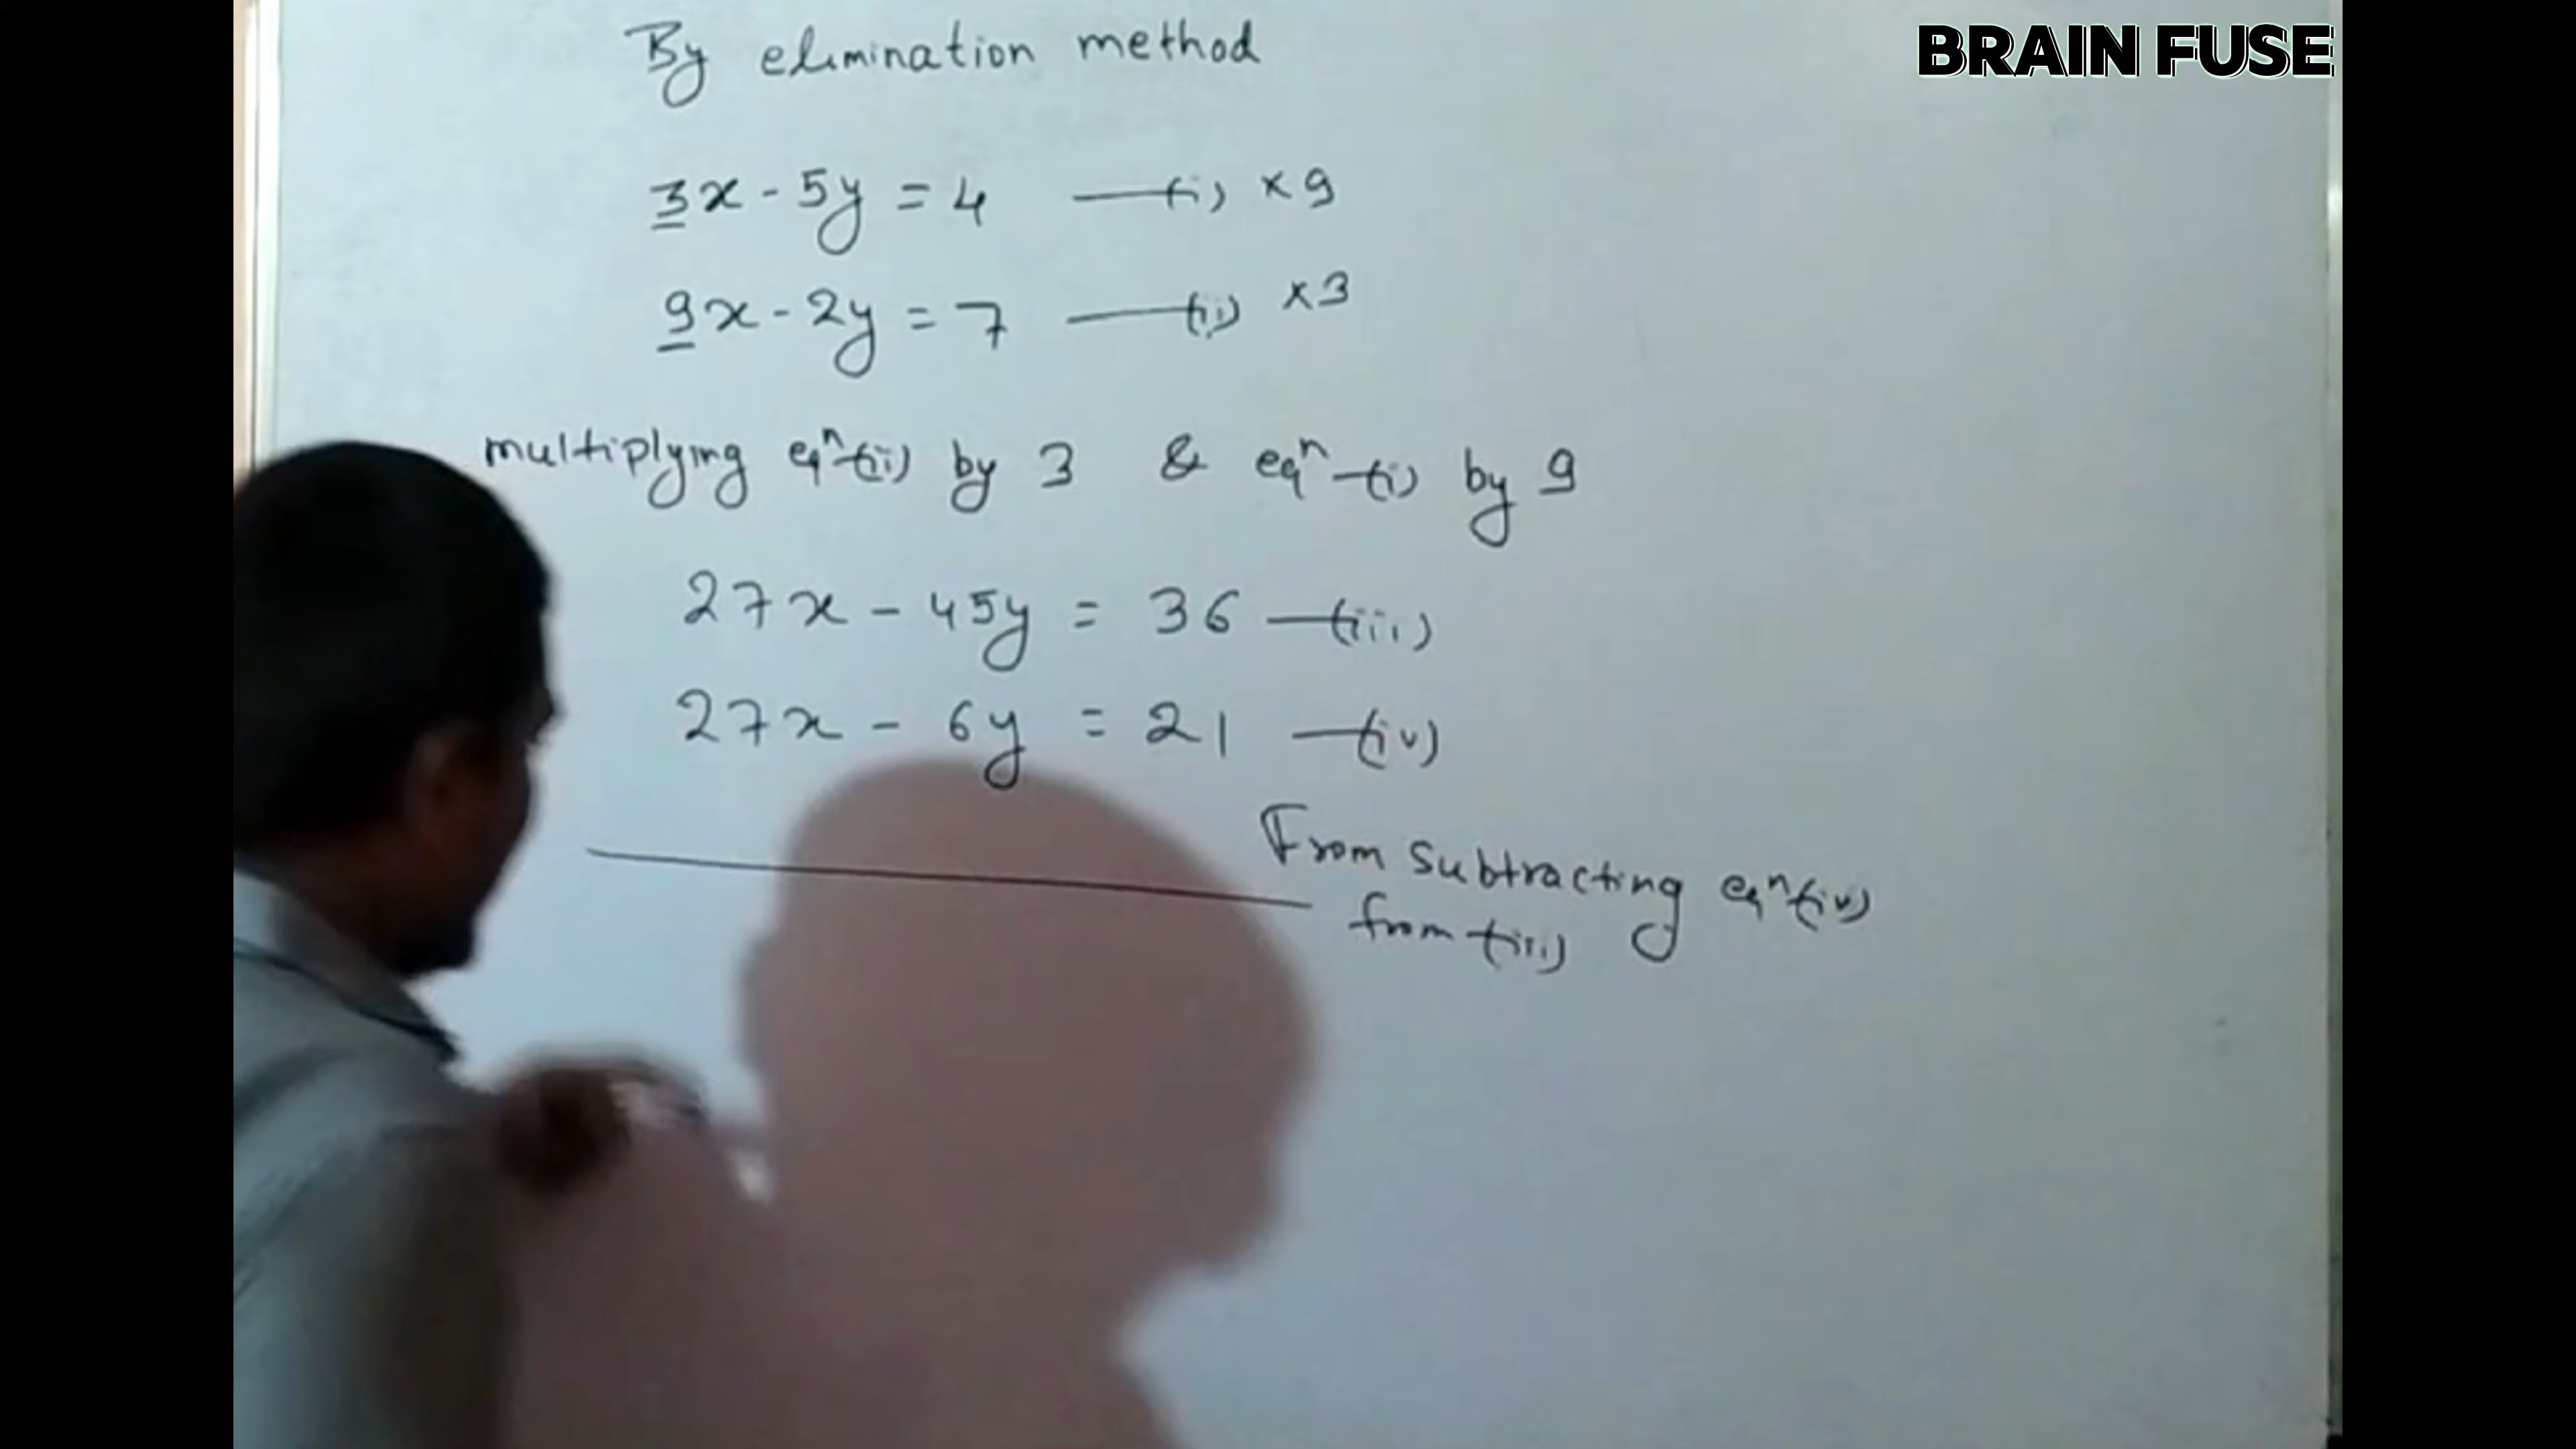 BRAIN FUSE
By elimination method
3x - 5y = 4 —(i) ×9
9x - 2y = 7 —(ii) ×3
multiplying eqⁿ(ii) by 3 & eqⁿ-(i) by 9
27x - 45y = 36 —(iii)
27x - 6y = 21 —(iv)
From subtracting eqⁿ(iv)
from (iii)